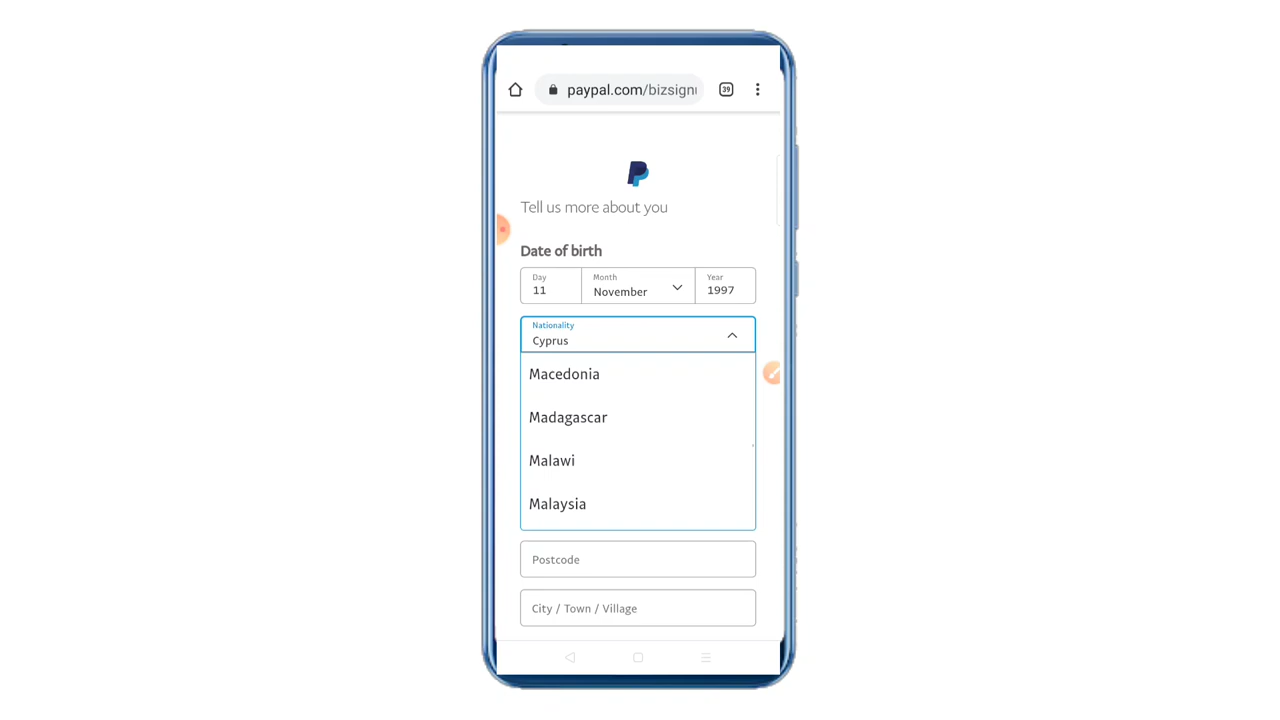 paypal.com/bizsign
39
Tell us more about you
Date of birth
Day
Month
Year
11
November
1997
Nationality
Cyprus
Macedonia
Madagascar
Malawi
Malaysia
Postcode
City / Town / Village